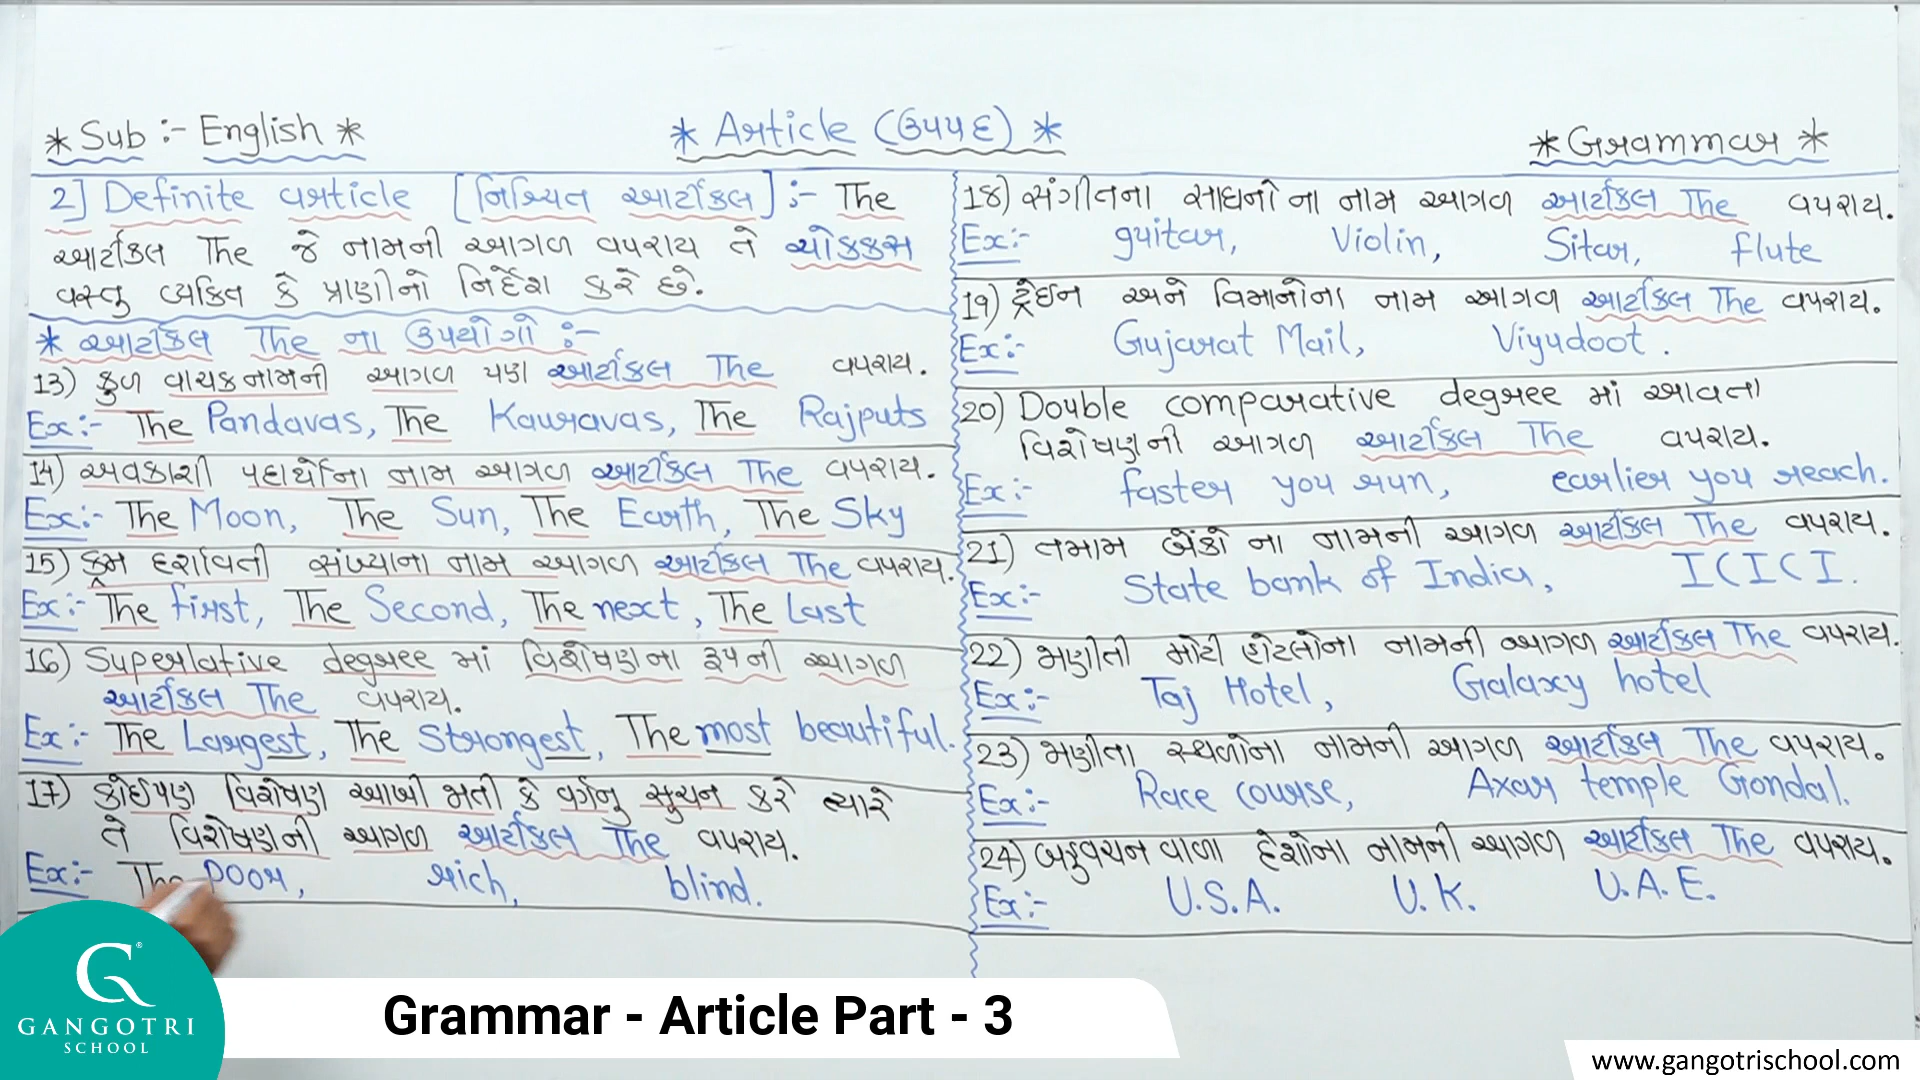 * Sub :- English *
* Article (ઉપપદ) *
* Grammar *
2] Definite article [નિશ્ચિત આર્ટીકલ] :- The
આર્ટીકલ The જે નામની આગળ વપરાય તે ચોકકસ
વસ્તુ વ્યકિત કે પ્રાણીનો નિર્દેશ કરે છે.
* આર્ટીકલ The ના ઉપયોગો :-
13) કુળ વાચક નામની આગળ પણ આર્ટીકલ The વપરાય.
Ex:- The Pandavas, The Kauravas, The Rajputs
14) અવકાશી પદાર્થોના નામ આગળ આર્ટીકલ The વપરાય.
Ex:- The Moon, The Sun, The Earth, The Sky
15) ક્રમ દર્શાવતી સંખ્યાના નામ આગળ આર્ટીકલ The વપરાય.
Ex:- The first, The Second, The next, The Last
16) Superlative degree માં વિશેષણના રૂપની આગળ
આર્ટીકલ The વપરાય.
Ex:- The Largest, The Strongest, The most beautiful.
17) કોઈપણ વિશેષણ આખી જાતી કે વર્ગનુ સુચન કરે ત્યારે
તે વિશેષણની આગળ આર્ટીકલ The વપરાય.
Ex:- The Poor, rich, blind.
18) સંગીતના સાધનો ના નામ આગળ આર્ટીકલ The વપરાય.
Ex:- guitar, Violin, Sitar, flute
19) ટ્રેઇન અને વિમાનોના નામ આગળ આર્ટીકલ The વપરાય.
Ex:- Gujarat Mail, Viyudoot.
20) Double comparative degree માં આવતા
વિશેષણની આગળ આર્ટીકલ The વપરાય.
Ex:- faster you run, earlier you reach.
21) તમામ બેંકો ના નામની આગળ આર્ટીકલ The વપરાય.
Ex:- State bank of India, ICICI.
22) જાણીતી મોટી હોટલોના નામની આગળ આર્ટીકલ The વપરાય.
Ex:- Taj Hotel, Galaxy hotel
23) જાણીતા સ્થળોના નામની આગળ આર્ટીકલ The વપરાય.
Ex:- Race course, Axar temple Gondal.
24) બહુવચન વાળા દેશોના નામની આગળ આર્ટીકલ The વપરાય.
Ex:- U.S.A. U.K. U.A.E.
GANGOTRI
SCHOOL
Grammar - Article Part - 3
www.gangotrischool.com